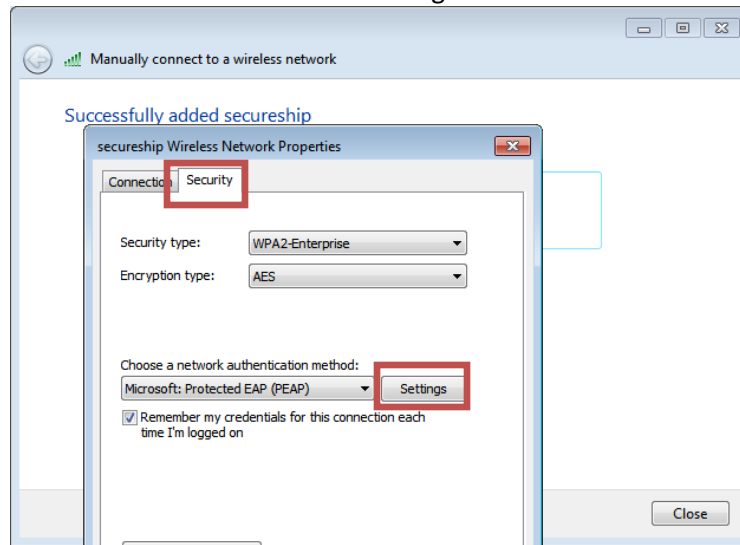 Manually connect to a wireless network
Successfully added secureship
secureship Wireless Network Properties
Connection Security
Security type: WPA2-Enterprise
Encryption type: AES
Choose a network authentication method:
Microsoft: Protected EAP (PEAP) Settings
Remember my credentials for this connection each
time I'm logged on
Close